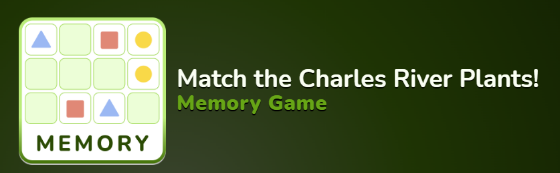 MEMORY
Match the Charles River Plants!
Memory Game